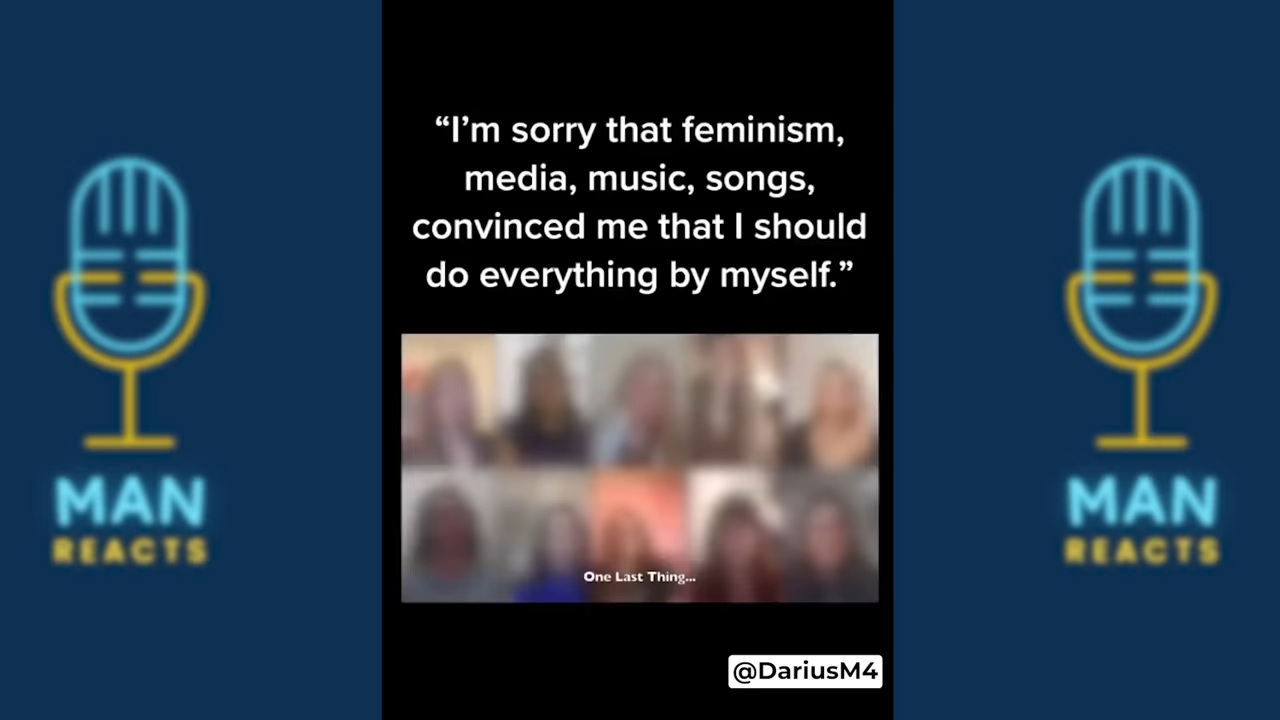 “I’m sorry that feminism,
media, music, songs,
convinced me that I should
do everything by myself.”
MAN
REACTS
MAN
REACTS
One Last Thing...
@DariusM4